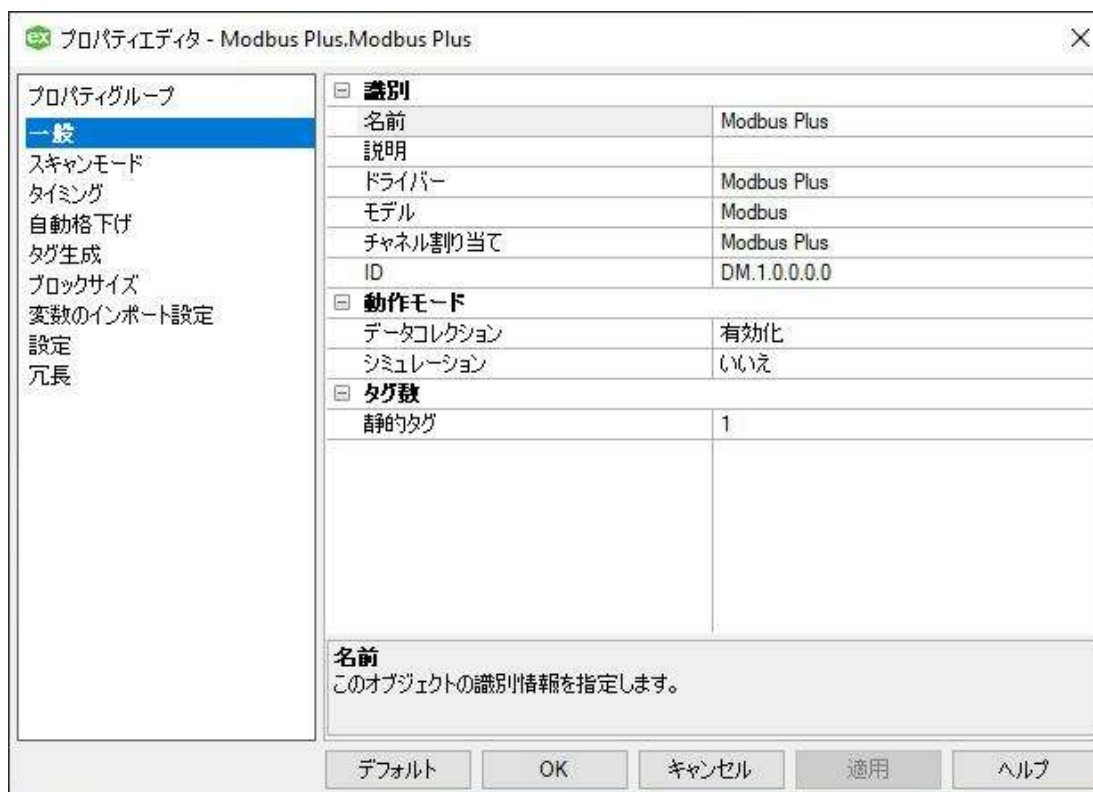 プロパティエディタ - Modbus Plus.Modbus Plus
プロパティグループ
一般
スキャンモード
タイミング
自動格下げ
タグ生成
ブロックサイズ
変数のインポート設定
設定
冗長
識別
名前 Modbus Plus
説明
ドライバー Modbus Plus
モデル Modbus
チャネル割り当て Modbus Plus
ID DM.1.0.0.0.0
動作モード
データコレクション 有効化
シミュレーション いいえ
タグ数
静的タグ 1
名前
このオブジェクトの識別情報を指定します。
デフォルト OK キャンセル 適用 ヘルプ